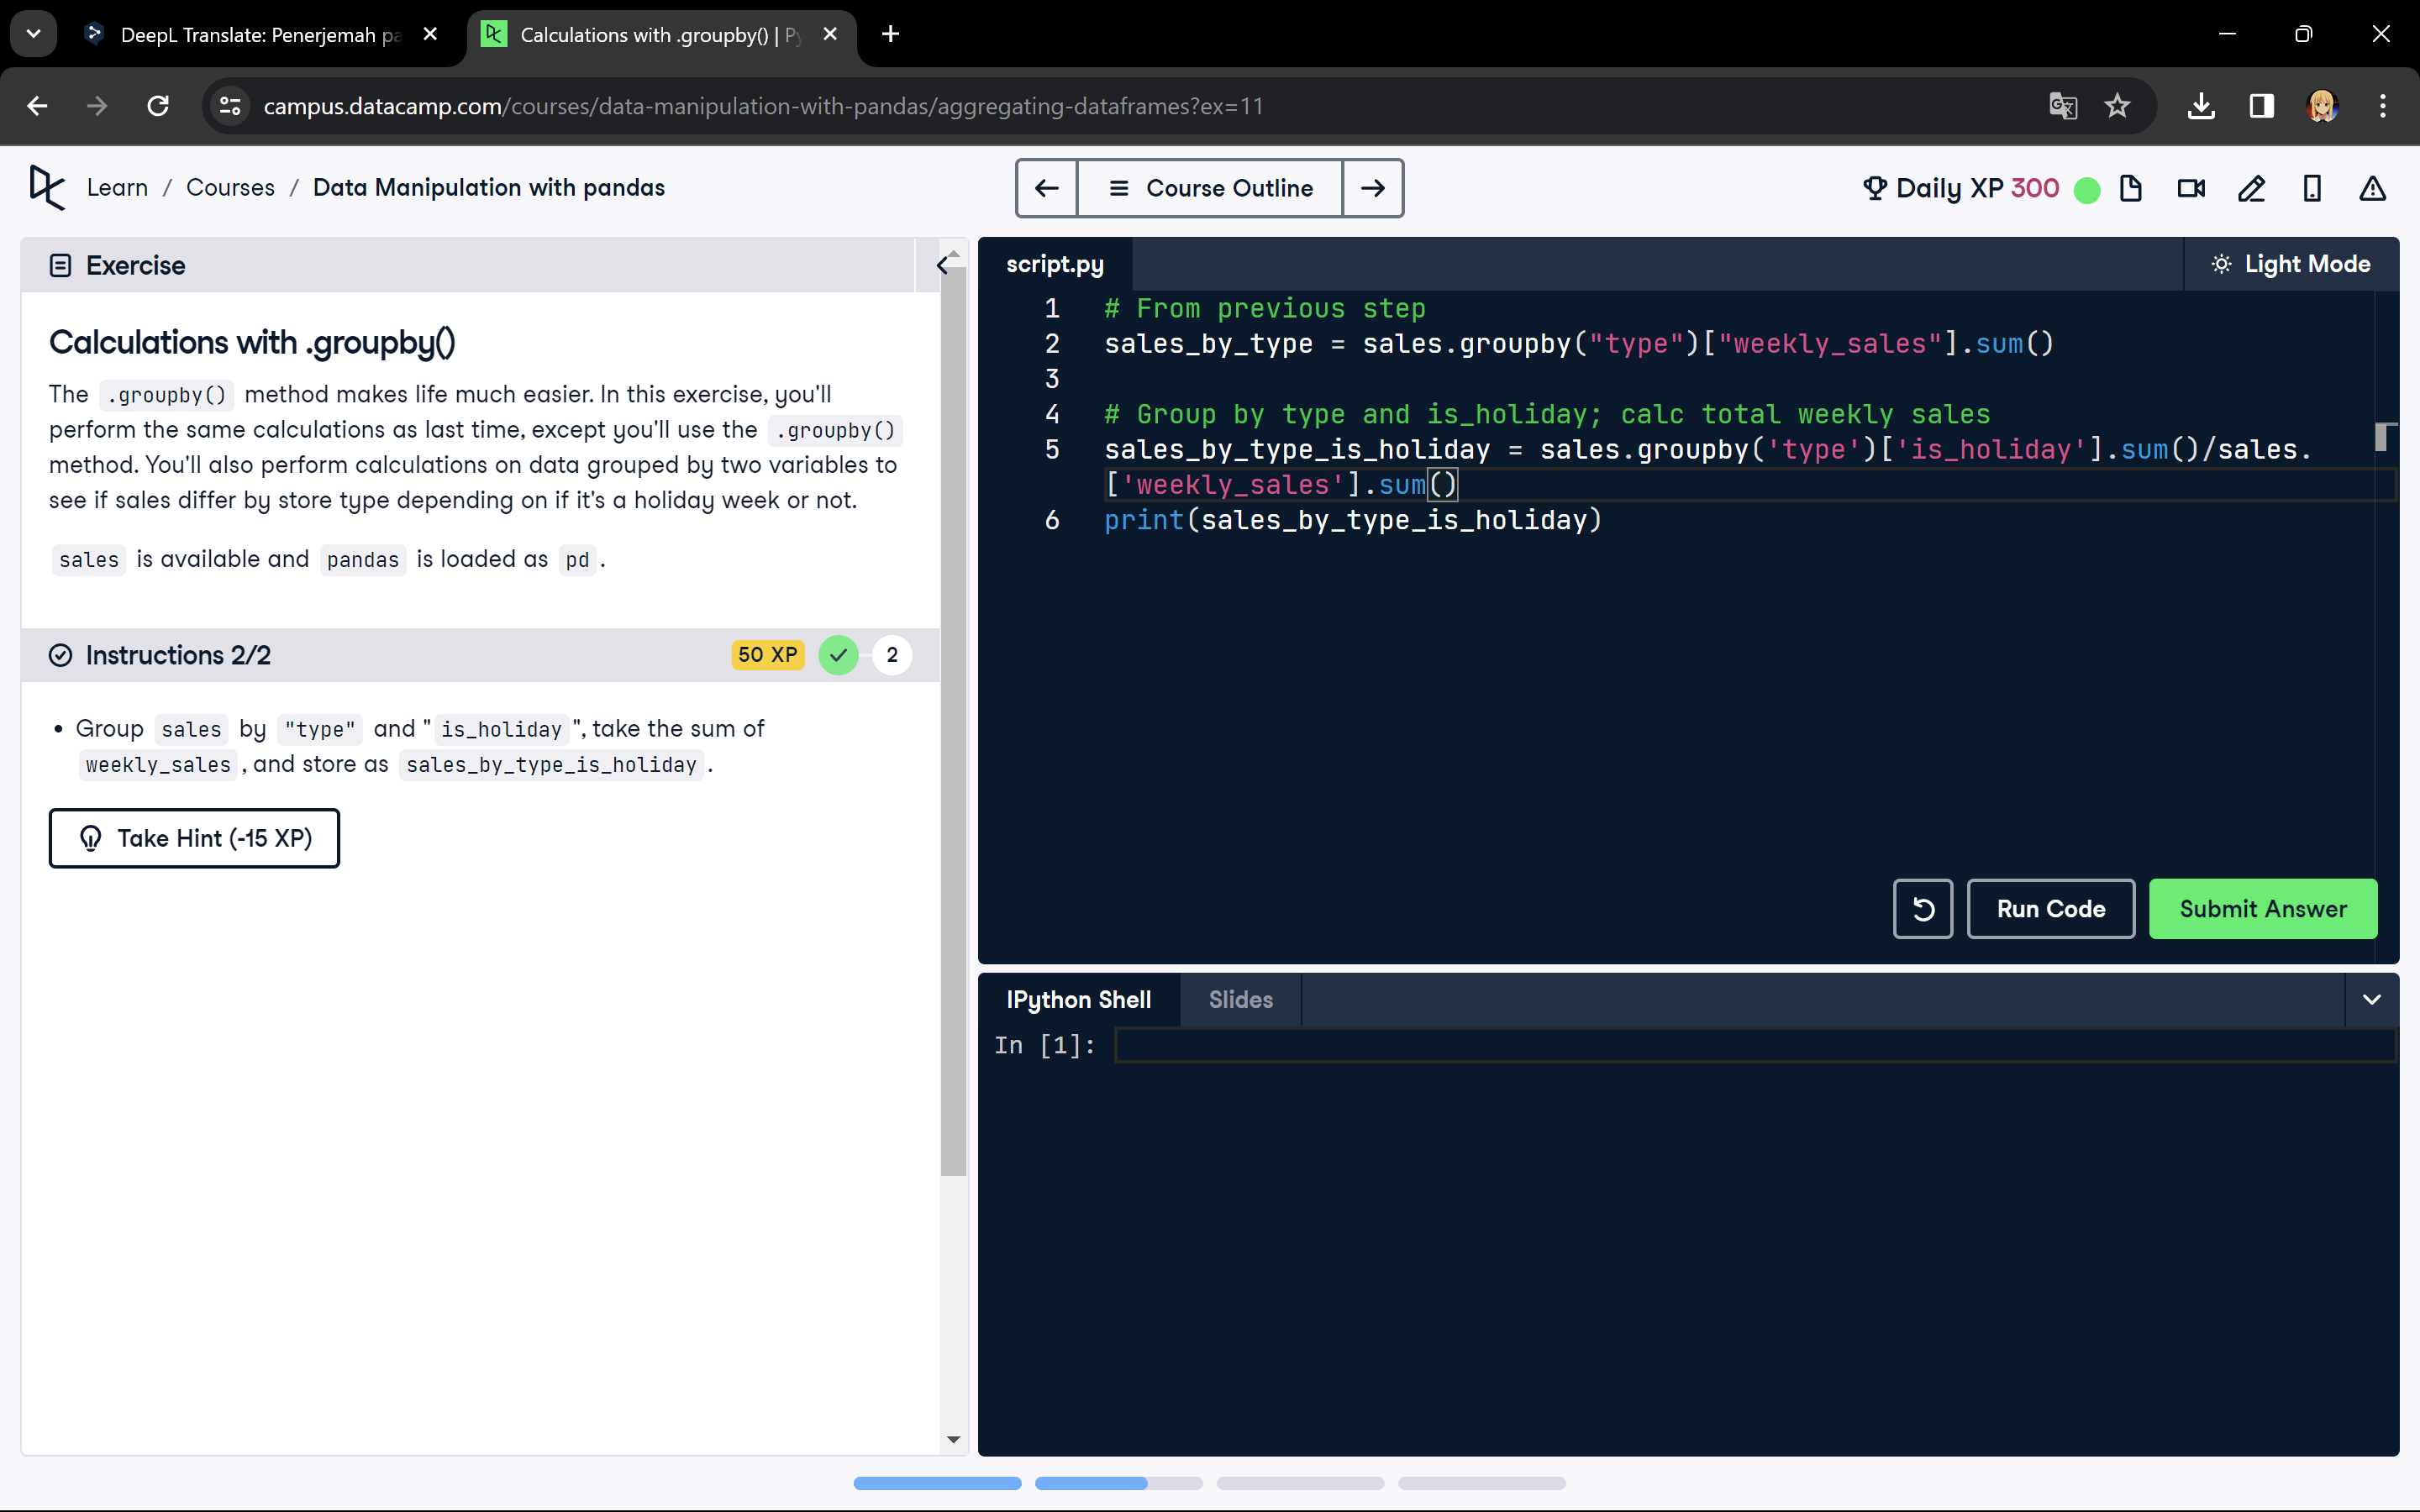 DeepL Translate: Penerjemah pa
Calculations with .groupby() | Py
campus.datacamp.com/courses/data-manipulation-with-pandas/aggregating-dataframes?ex=11
Learn / Courses / Data Manipulation with pandas
Course Outline
Daily XP 300
Exercise
Calculations with .groupby()
The .groupby() method makes life much easier. In this exercise, you'll
perform the same calculations as last time, except you'll use the .groupby()
method. You'll also perform calculations on data grouped by two variables to
see if sales differ by store type depending on if it's a holiday week or not.
sales is available and pandas is loaded as pd.
Instructions 2/2
50 XP
2
• Group sales by "type" and "is_holiday", take the sum of
weekly_sales, and store as sales_by_type_is_holiday.
Take Hint (-15 XP)
script.py
Light Mode
1 # From previous step
2 sales_by_type = sales.groupby("type")["weekly_sales"].sum()
3
4 # Group by type and is_holiday; calc total weekly sales
5 sales_by_type_is_holiday = sales.groupby('type')['is_holiday'].sum()/sales.
['weekly_sales'].sum()
6 print(sales_by_type_is_holiday)
Run Code
Submit Answer
IPython Shell
Slides
In [1]: